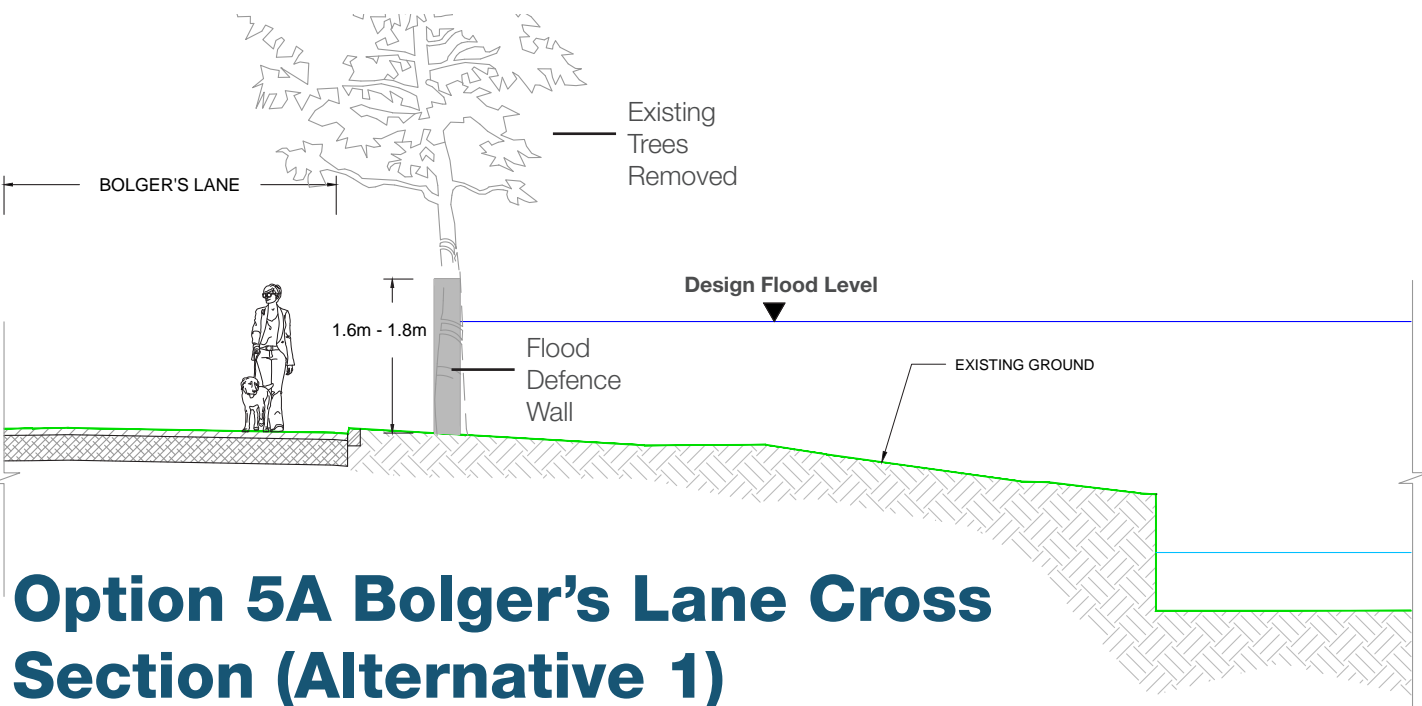 Existing
Trees
Removed
BOLGER'S LANE
Design Flood Level
1.6m - 1.8m
Flood
Defence
Wall
EXISTING GROUND
Option 5A Bolger’s Lane Cross
Section (Alternative 1)